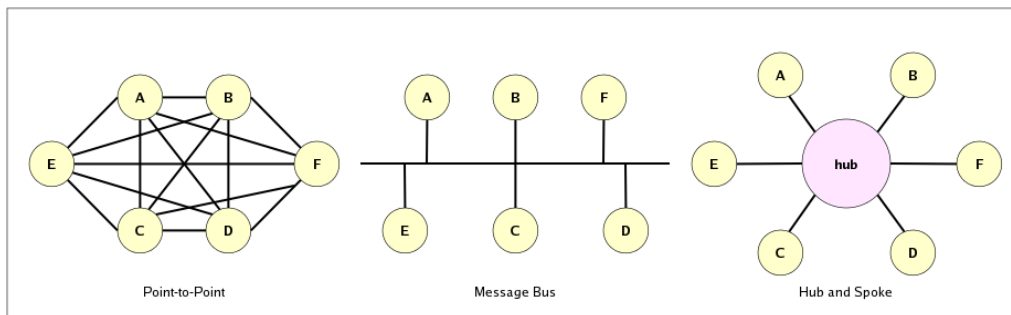 A
B
E
F
C
D
Point-to-Point
A
B
F
E
C
D
Message Bus
A
B
E
hub
F
C
D
Hub and Spoke